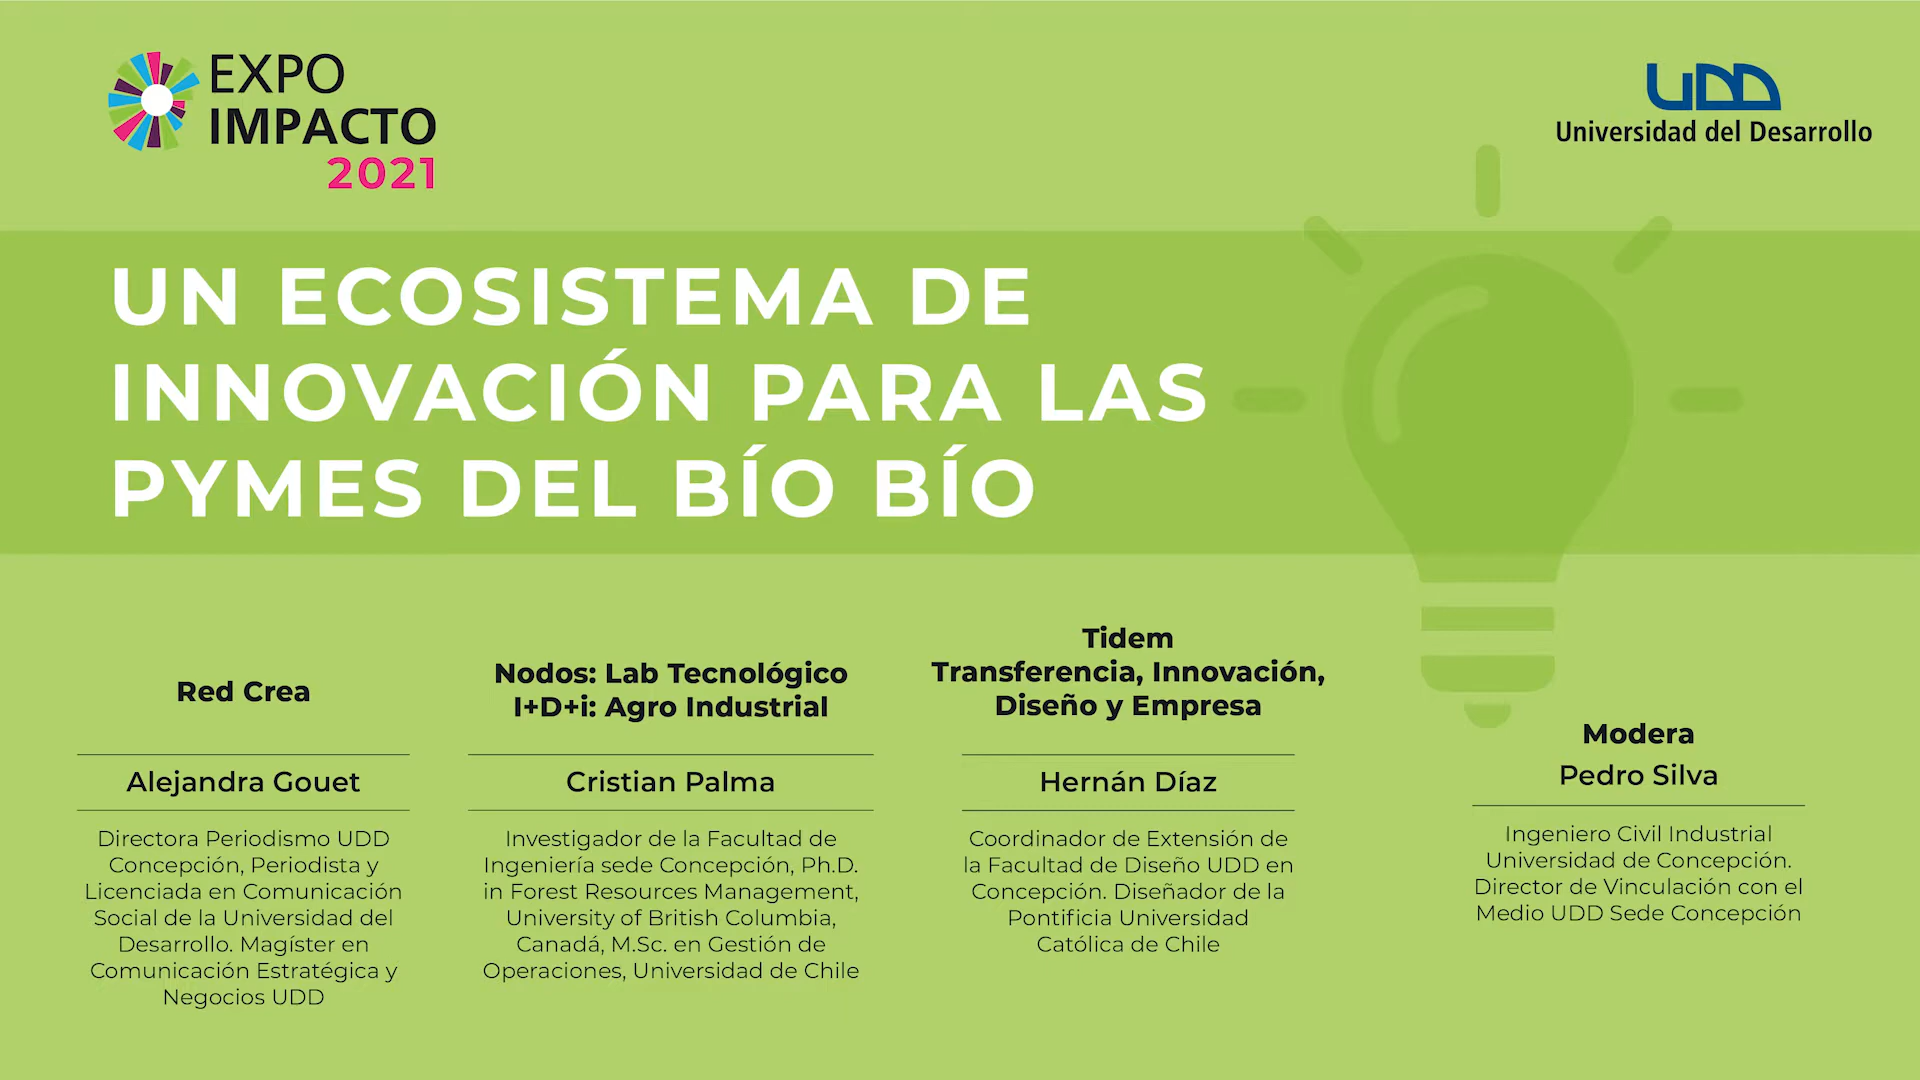 EXPO
IMPACTO
2021
UDD
Universidad del Desarrollo
UN ECOSISTEMA DE
INNOVACIÓN PARA LAS
PYMES DEL BÍO BÍO
Red Crea
Alejandra Gouet
Directora Periodismo UDD
Concepción, Periodista y
Licenciada en Comunicación
Social de la Universidad del
Desarrollo. Magíster en
Comunicación Estratégica y
Negocios UDD
Nodos: Lab Tecnológico
I+D+i: Agro Industrial
Cristian Palma
Investigador de la Facultad de
Ingeniería sede Concepción, Ph.D.
in Forest Resources Management,
University of British Columbia,
Canadá, M.Sc. en Gestión de
Operaciones, Universidad de Chile
Tidem
Transferencia, Innovación,
Diseño y Empresa
Hernán Díaz
Coordinador de Extensión de
la Facultad de Diseño UDD en
Concepción. Diseñador de la
Pontificia Universidad
Católica de Chile
Modera
Pedro Silva
Ingeniero Civil Industrial
Universidad de Concepción.
Director de Vinculación con el
Medio UDD Sede Concepción